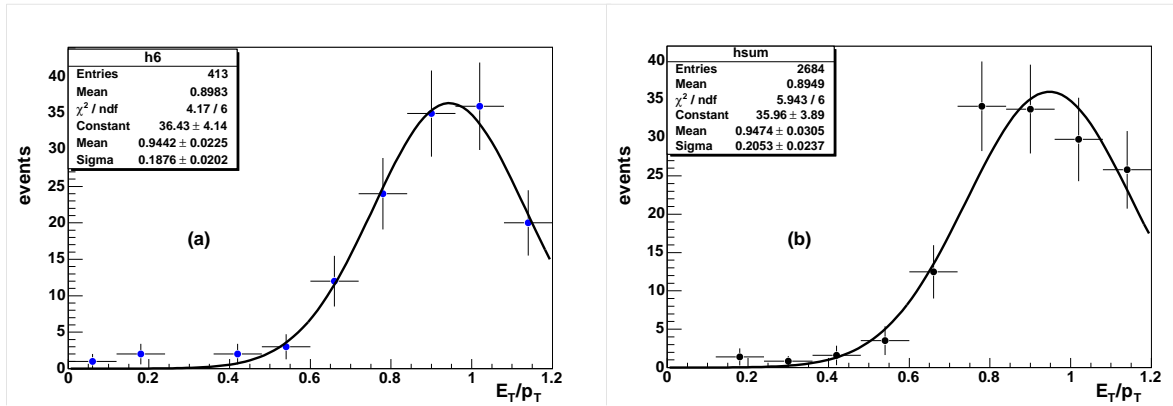 h6
Entries 413
Mean 0.8983
χ² / ndf 4.17 / 6
Constant 36.43 ± 4.14
Mean 0.9442 ± 0.0225
Sigma 0.1876 ± 0.0202
events
40
35
30
25
20
15
10
5
0
(a)
0 0.2 0.4 0.6 0.8 1 1.2
E_T/p_T
hsum
Entries 2684
Mean 0.8949
χ² / ndf 5.943 / 6
Constant 35.96 ± 3.89
Mean 0.9474 ± 0.0305
Sigma 0.2053 ± 0.0237
events
40
35
30
25
20
15
10
5
0
(b)
0 0.2 0.4 0.6 0.8 1 1.2
E_T/p_T